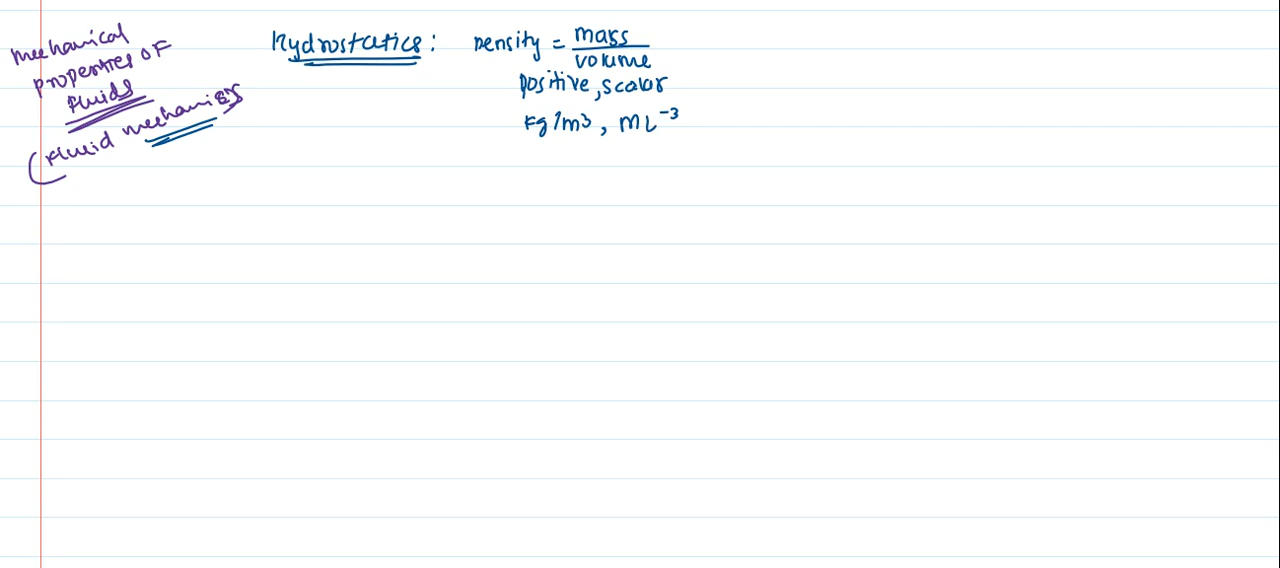 Mechanical
properties of
Fluids
(Fluid mechanics
Hydrostatics: Density = mass
volume
positive, scalar
kg/m3, ML-3